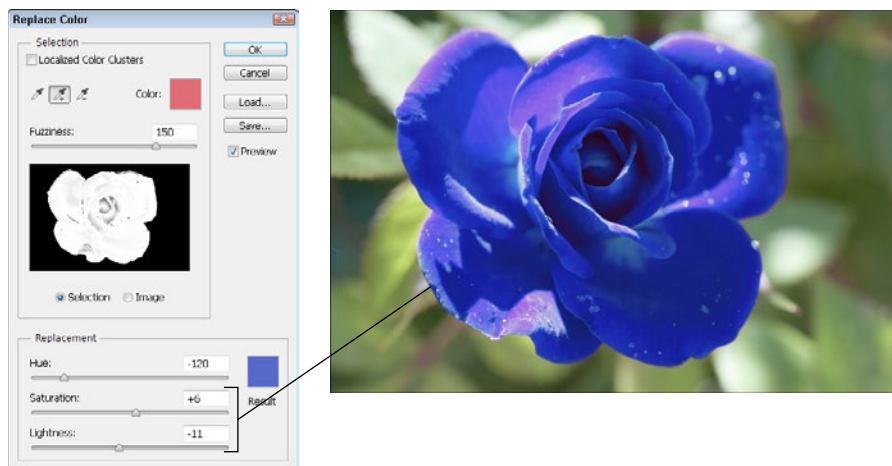 Replace Color
Selection
Localized Color Clusters
Color:
Fuzziness: 150
Selection Image
OK
Cancel
Load...
Save...
Preview
Replacement
Hue: -120
Saturation: +6
Result
Lightness: -11